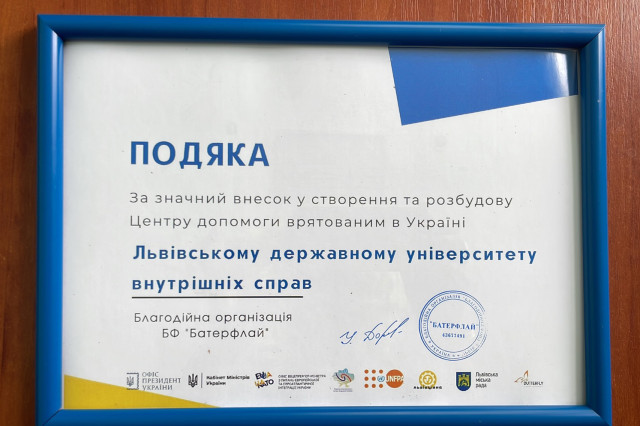 ПОДЯКА
За значний внесок у створення та розбудову
Центру допомоги врятованим в Україні
Львівському державному університету
внутрішніх справ
Благодійна організація
БФ "Батерфлай"
"БАТЕРФЛАЙ"
ОФІС
ПРЕЗИДЕНТА
УКРАЇНИ
Кабінет Міністрів
України
UNFPA
Львівська
міська
рада